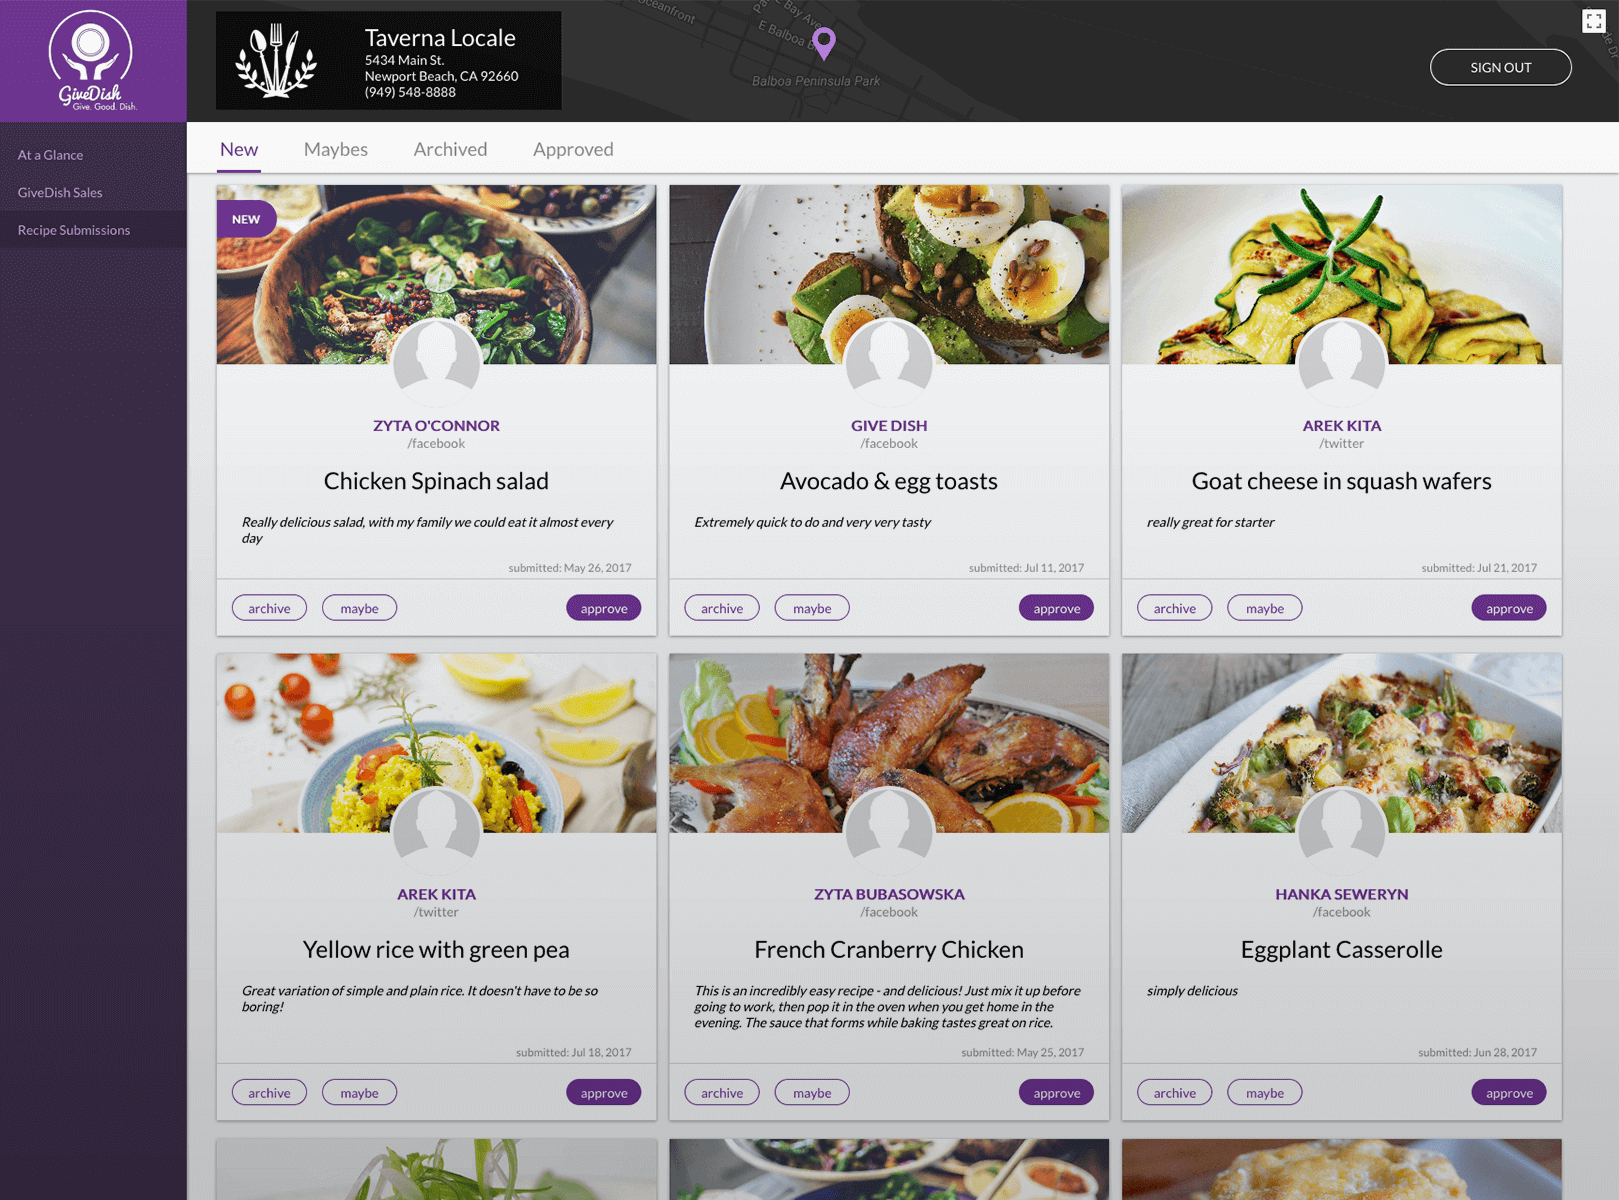 GiveDish
Give. Good. Dish.
Taverna Locale
5434 Main St.
Newport Beach, CA 92660
(949) 548-8888
Oceanfront
E Balboa
Bay Ave
Balboa Peninsula Park
SIGN OUT
At a Glance
GiveDish Sales
Recipe Submissions
New Maybes Archived Approved
NEW
ZYTA O'CONNOR
/facebook
Chicken Spinach salad
Really delicious salad, with my family we could eat it almost every
day
submitted: May 26, 2017
archive maybe approve
GIVE DISH
/facebook
Avocado & egg toasts
Extremely quick to do and very very tasty
submitted: Jul 11, 2017
archive maybe approve
AREK KITA
/twitter
Goat cheese in squash wafers
really great for starter
submitted: Jul 21, 2017
archive maybe approve
AREK KITA
/twitter
Yellow rice with green pea
Great variation of simple and plain rice. It doesn't have to be so
boring!
submitted: Jul 18, 2017
archive maybe approve
ZYTA BUBASOWSKA
/facebook
French Cranberry Chicken
This is an incredibly easy recipe - and delicious! Just mix it up before
going to work, then pop it in the oven when you get home in the
evening. The sauce that forms while baking tastes great on rice.
submitted: May 25, 2017
archive maybe approve
HANKA SEWERYN
/facebook
Eggplant Casserolle
simply delicious
submitted: Jun 28, 2017
archive maybe approve